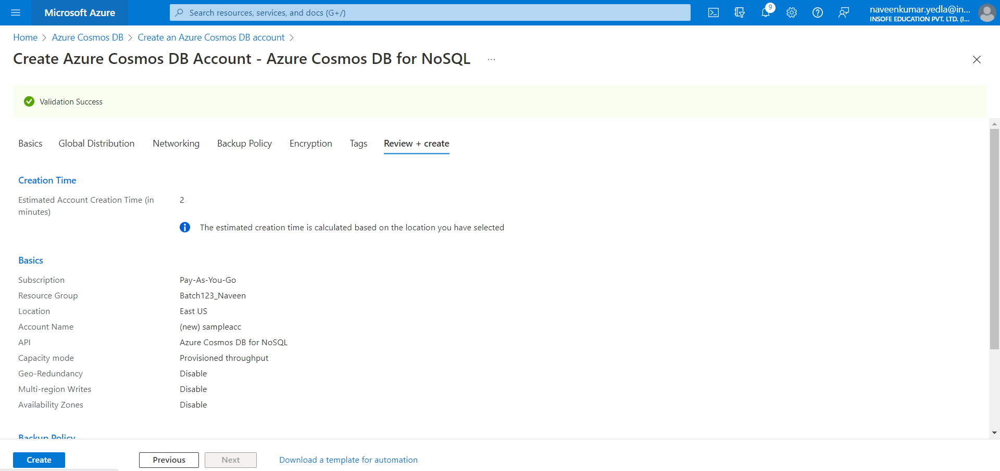 Microsoft Azure
Search resources, services, and docs (G+/)
9
naveenkumar.yedla@in...
INSOFE EDUCATION PVT. LTD. (I...
Home > Azure Cosmos DB > Create an Azure Cosmos DB account >
Create Azure Cosmos DB Account - Azure Cosmos DB for NoSQL ...
Validation Success
Basics Global Distribution Networking Backup Policy Encryption Tags Review + create
Creation Time
Estimated Account Creation Time (in
minutes)
2
The estimated creation time is calculated based on the location you have selected
Basics
Subscription Pay-As-You-Go
Resource Group Batch123_Naveen
Location East US
Account Name (new) sampleacc
API Azure Cosmos DB for NoSQL
Capacity mode Provisioned throughput
Geo-Redundancy Disable
Multi-region Writes Disable
Availability Zones Disable
Backup Policy
Create Previous Next Download a template for automation